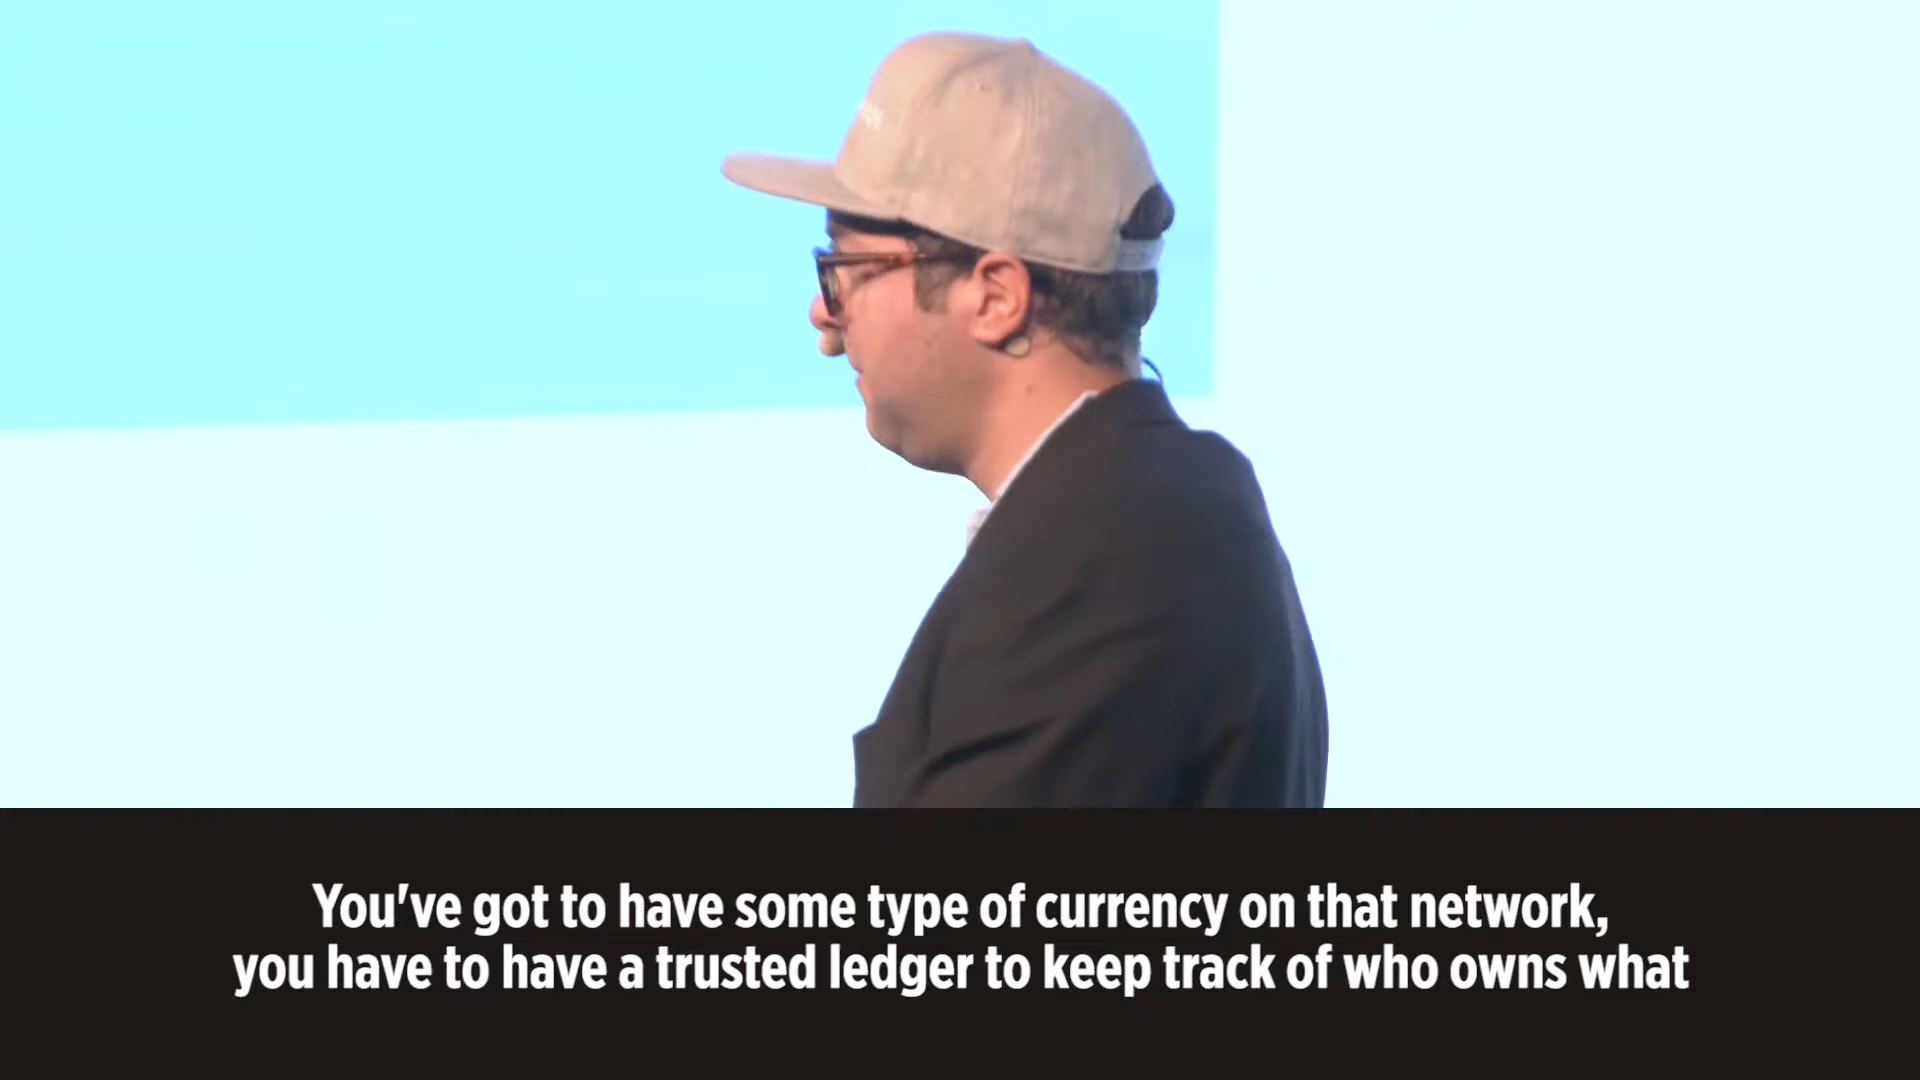 You've got to have some type of currency on that network,
you have to have a trusted ledger to keep track of who owns what